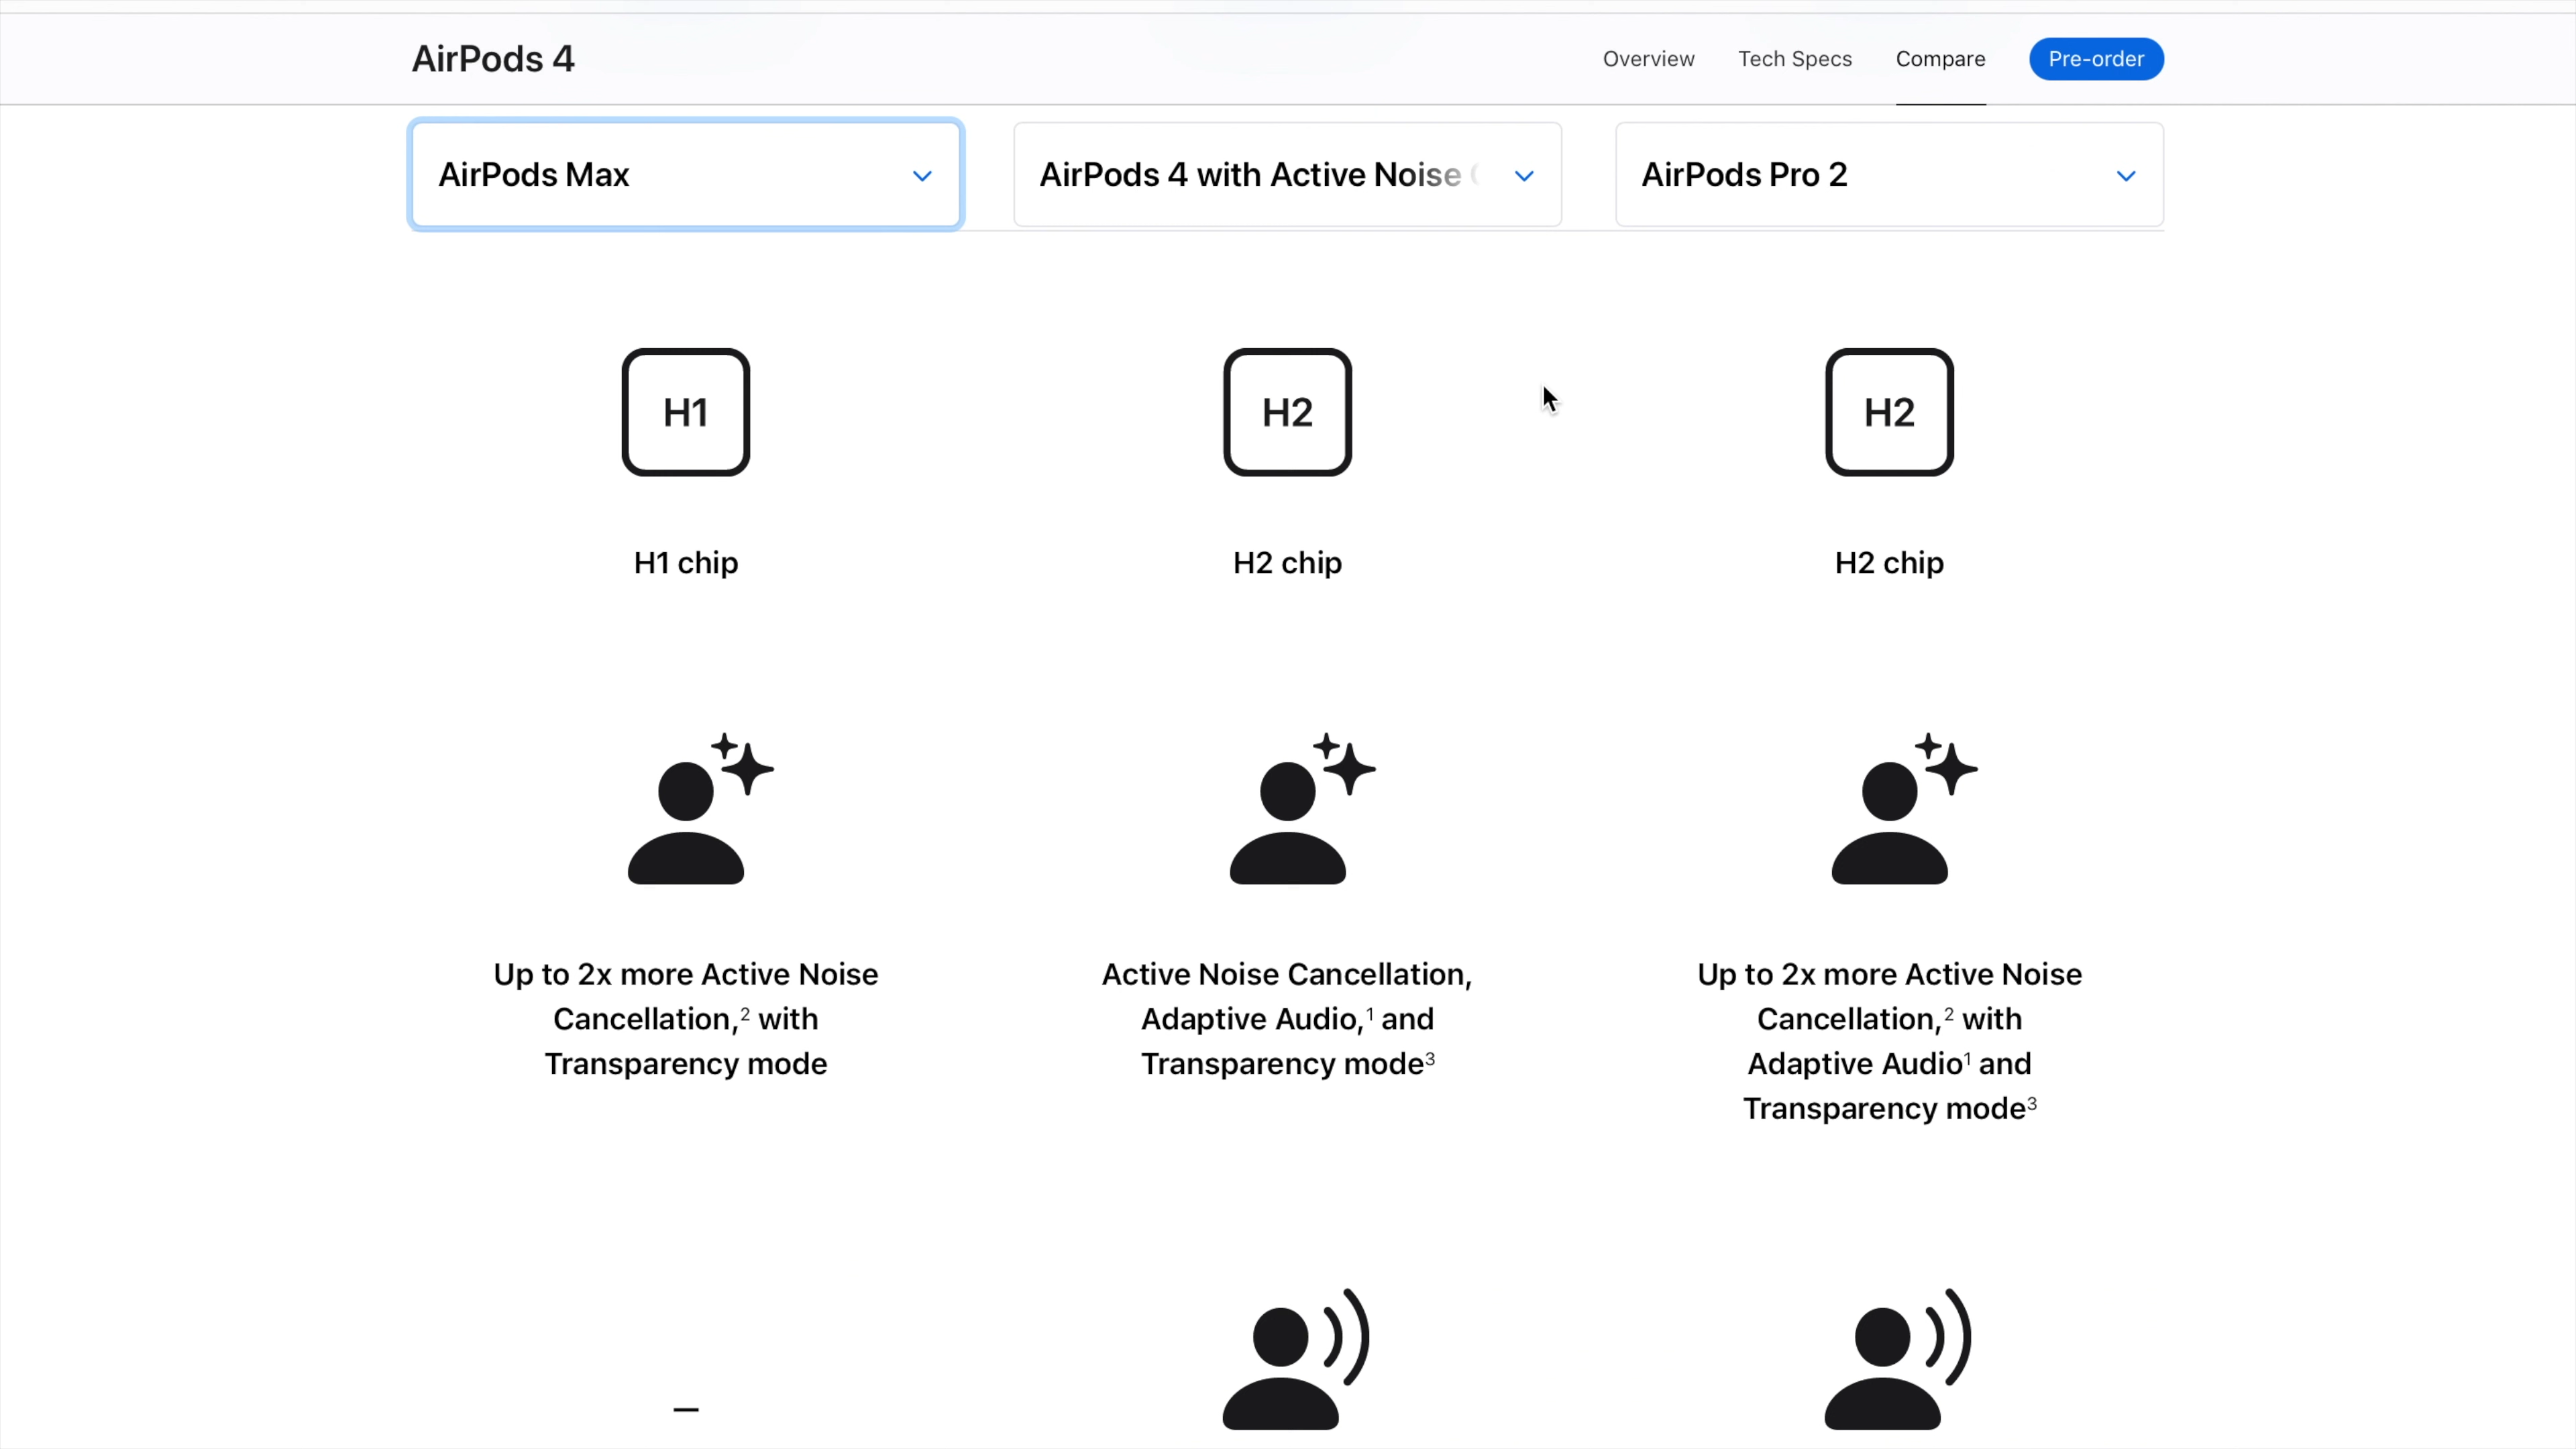 AirPods 4
Overview
Tech Specs
Compare
Pre-order
AirPods Max
AirPods 4 with Active Noise
AirPods Pro 2
H1
H2
H2
H1 chip
H2 chip
H2 chip
Up to 2x more Active Noise
Cancellation,² with
Transparency mode
Active Noise Cancellation,
Adaptive Audio,¹ and
Transparency mode³
Up to 2x more Active Noise
Cancellation,² with
Adaptive Audio¹ and
Transparency mode³
–